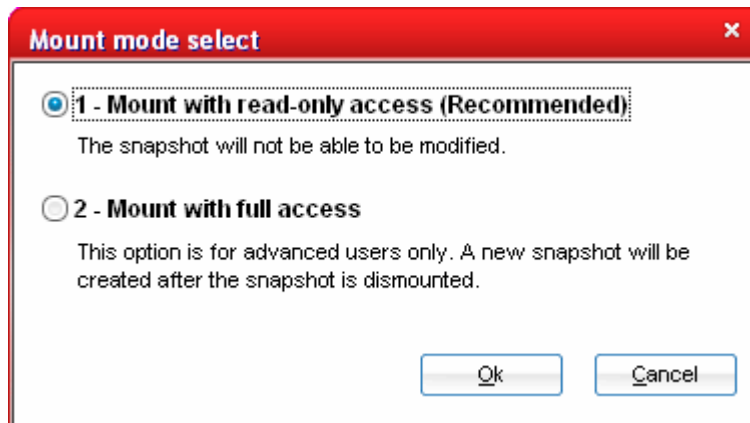 Mount mode select
1 - Mount with read-only access (Recommended)
The snapshot will not be able to be modified.
2 - Mount with full access
This option is for advanced users only. A new snapshot will be
created after the snapshot is dismounted.
Ok
Cancel